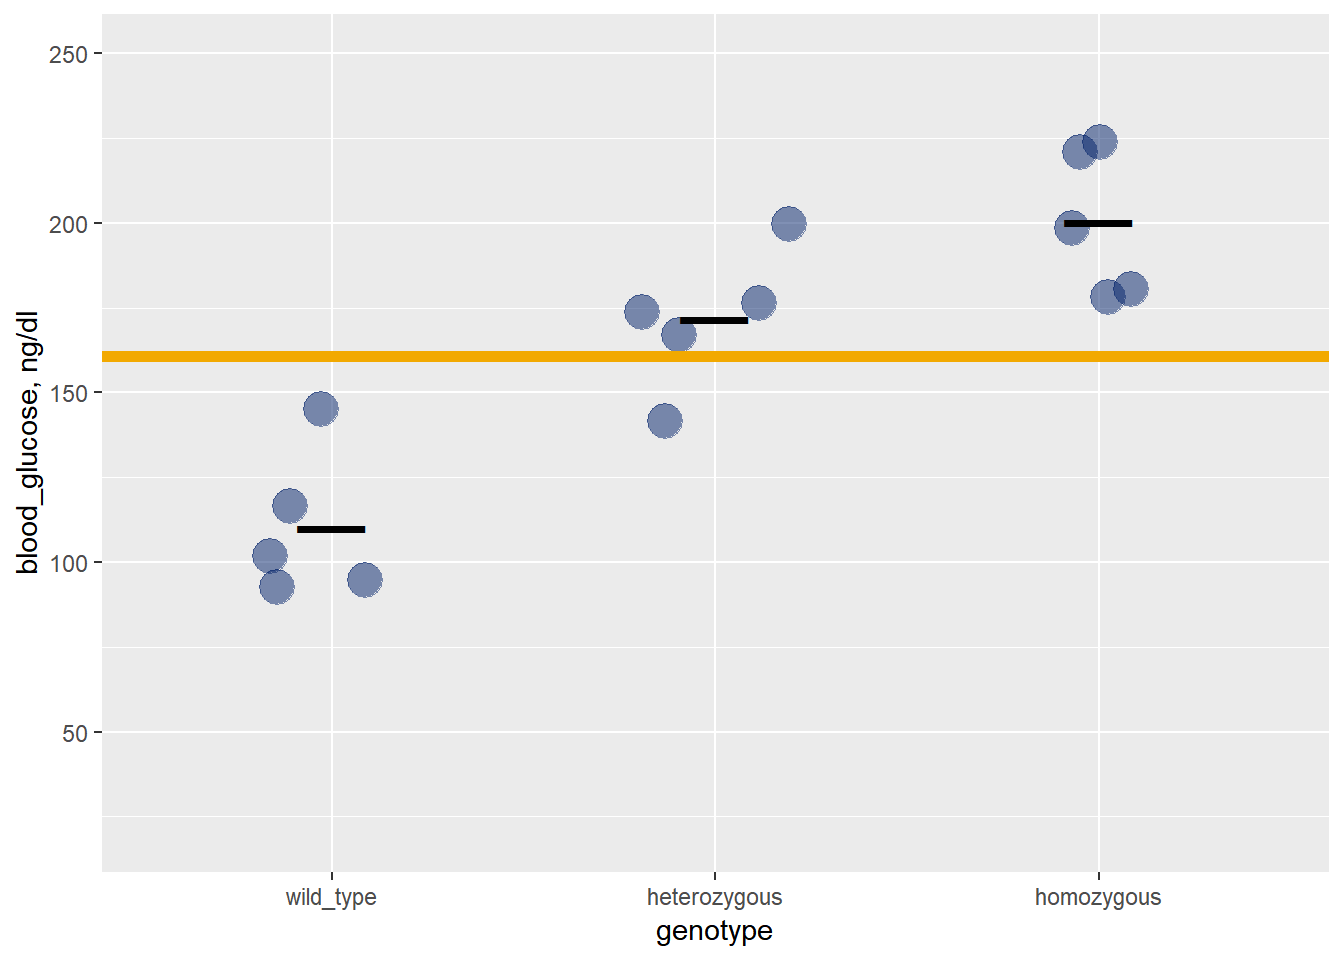 blood_glucose, ng/dl
250
200
150
100
50
wild_type
heterozygous
homozygous
genotype